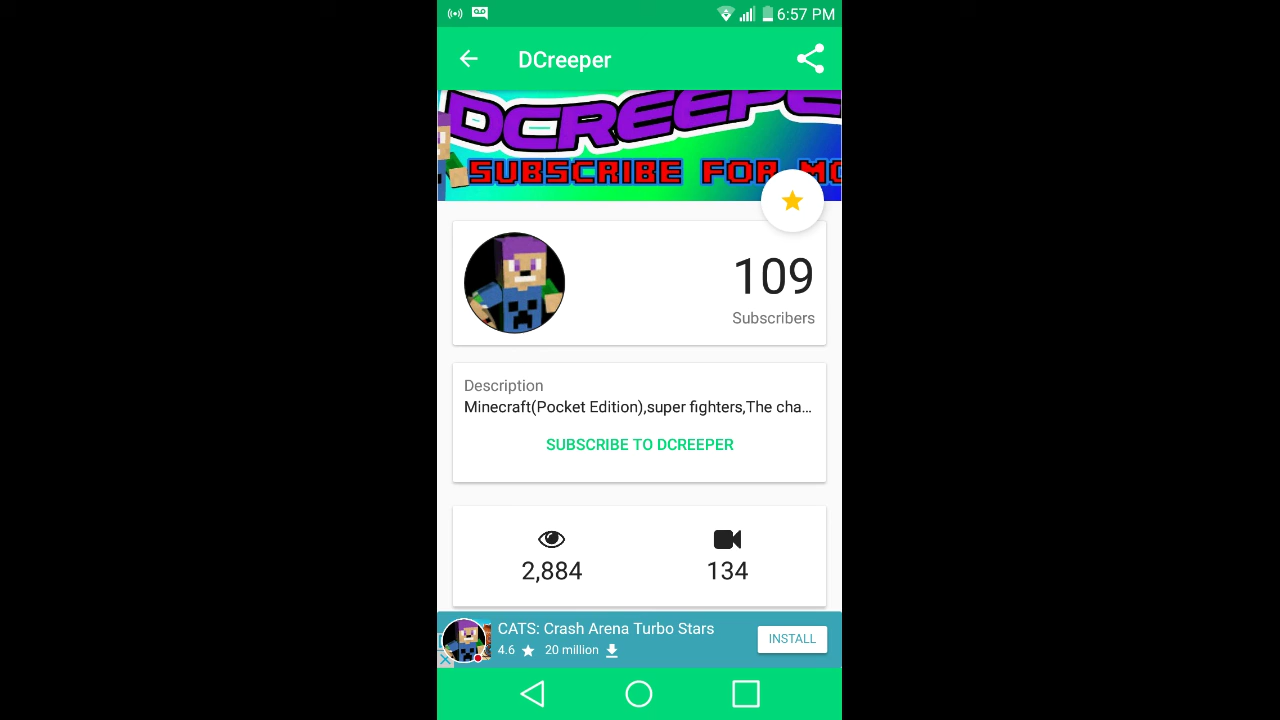 6:57 PM
DCreeper
DCREEPE
SUBSCRIBE FOR MO
109
Subscribers
Description
Minecraft(Pocket Edition),super fighters,The cha...
SUBSCRIBE TO DCREEPER
2,884 134
CATS: Crash Arena Turbo Stars
4.6 20 million
INSTALL